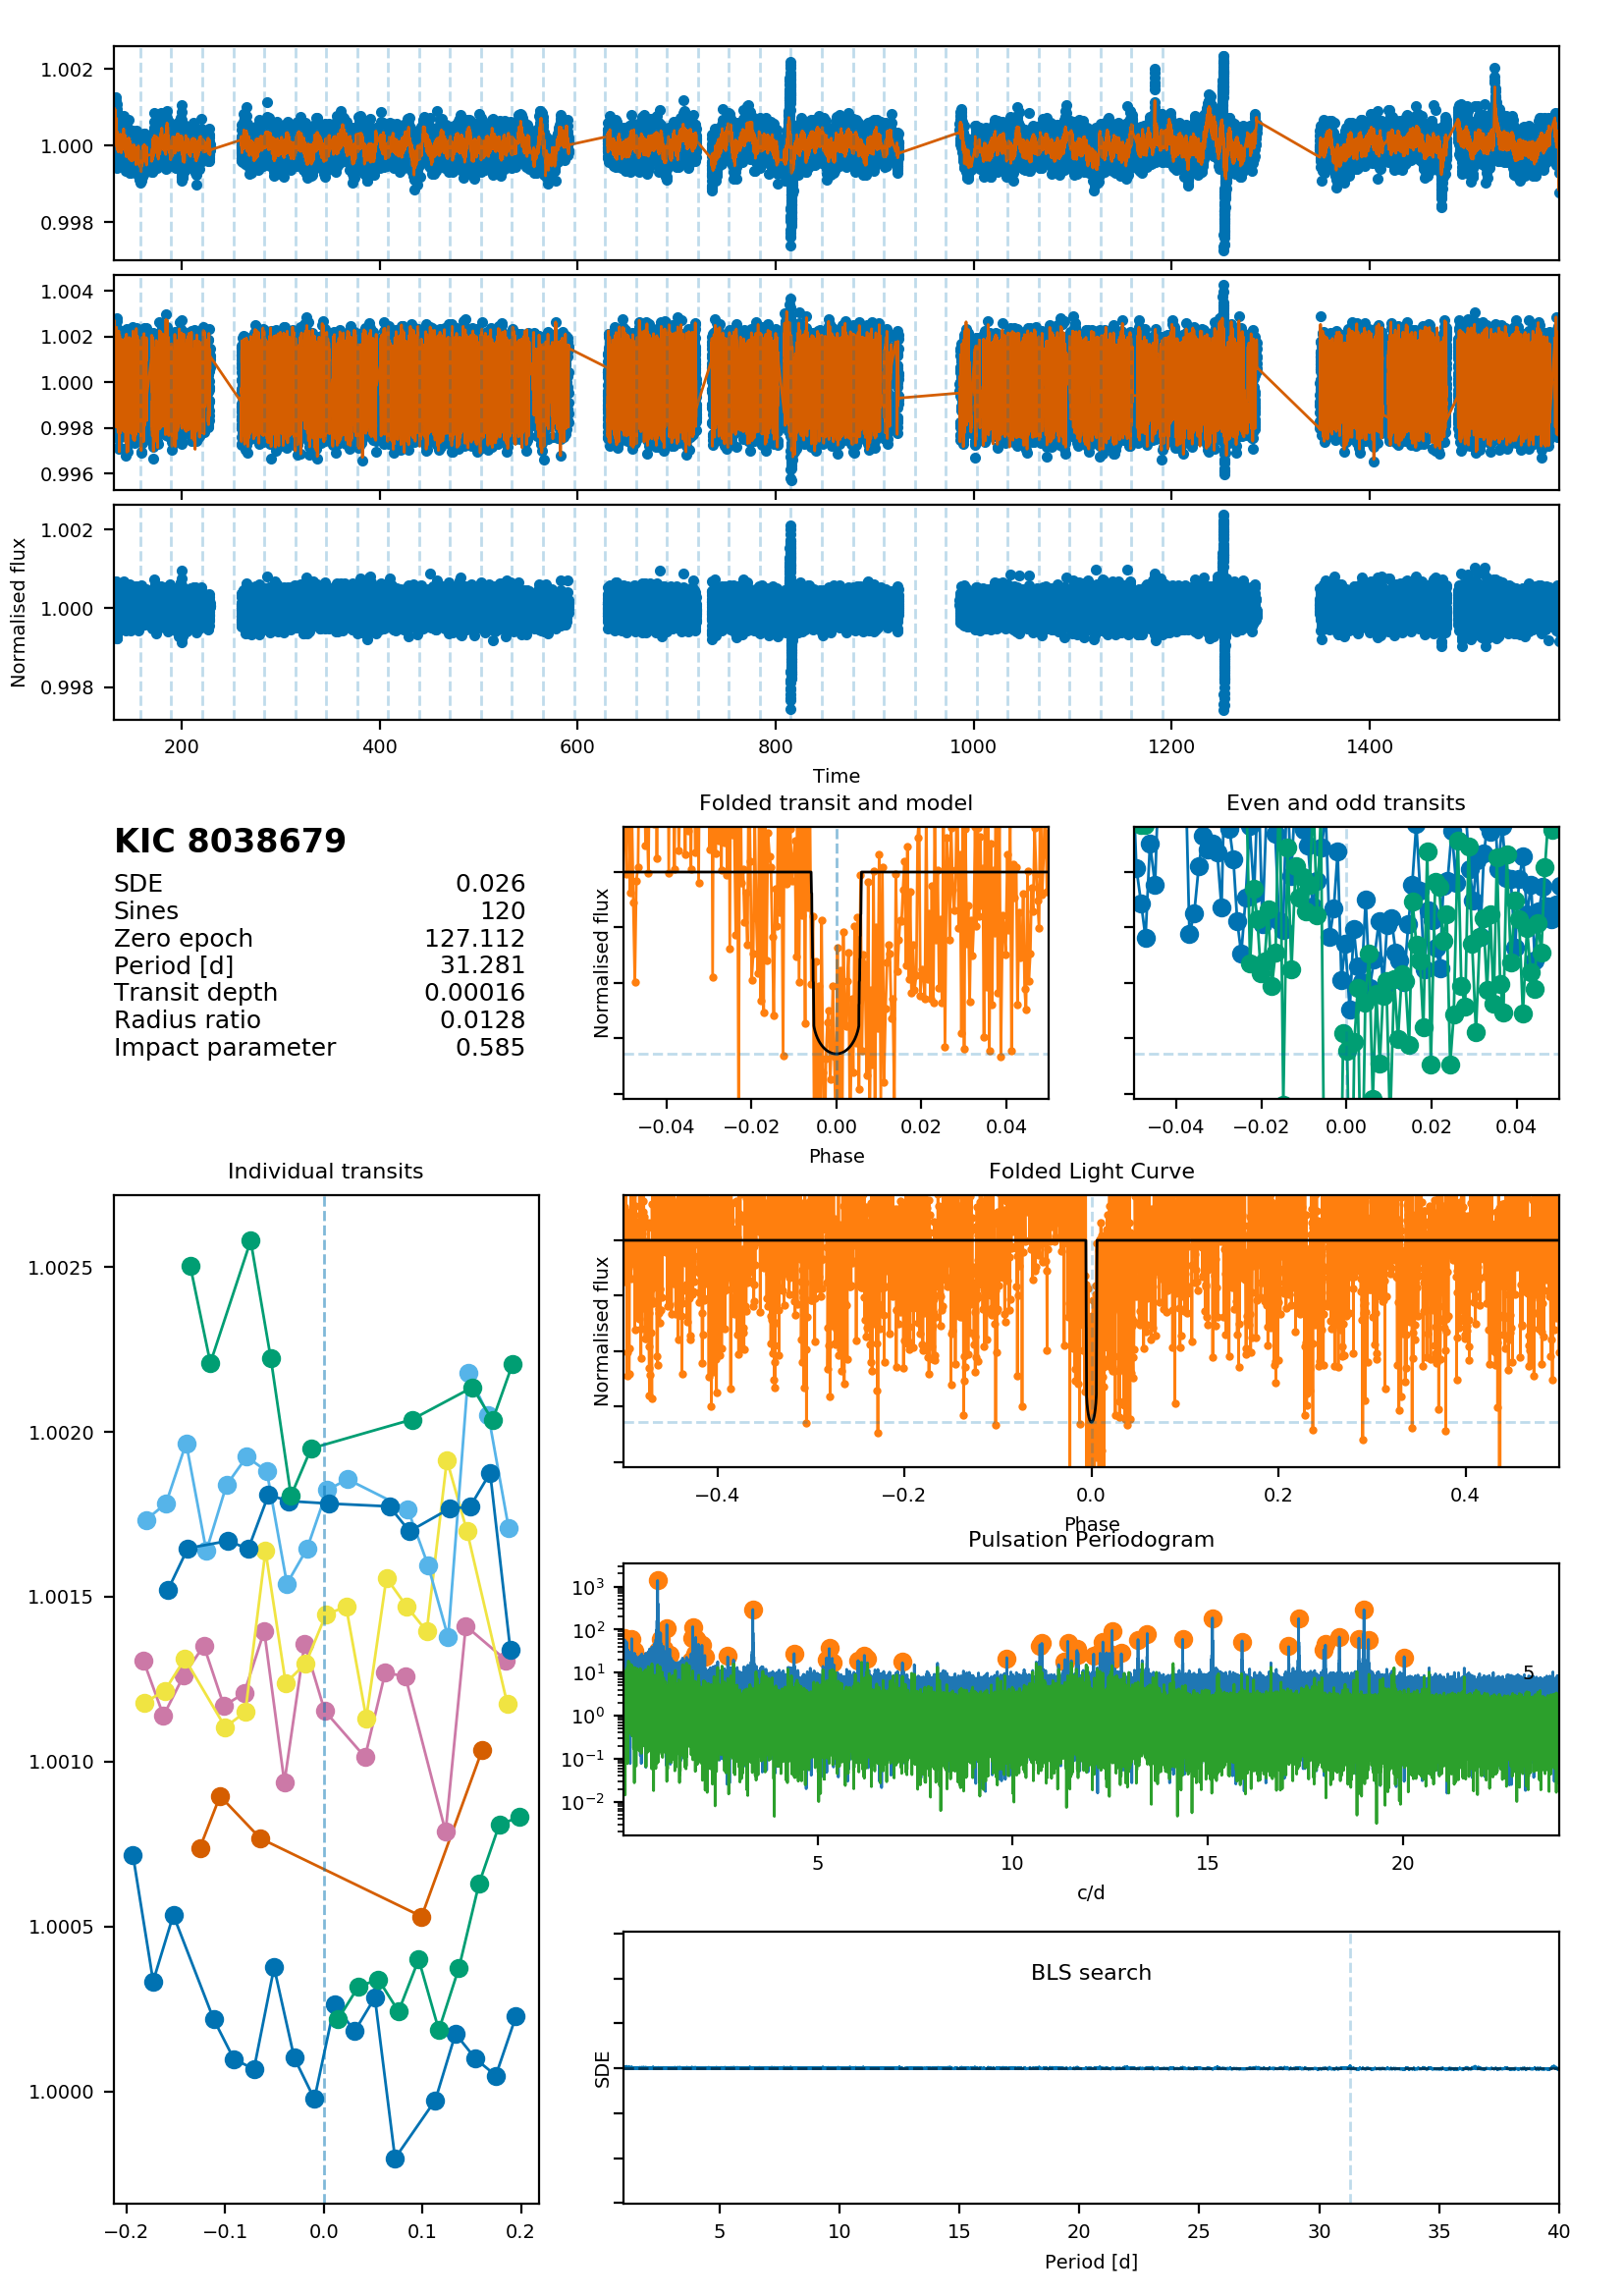 1.002
1.000
0.998
1.004
1.002
1.000
0.998
0.996
1.002
1.000
0.998
Normalised flux
200 400 600 800 1000 1200 1400
Time
KIC 8038679
SDE 0.026
Sines 120
Zero epoch 127.112
Period [d] 31.281
Transit depth 0.00016
Radius ratio 0.0128
Impact parameter 0.585
Folded transit and model
Normalised flux
−0.04 −0.02 0.00 0.02 0.04
Phase
Even and odd transits
−0.04 −0.02 0.00 0.02 0.04
Individual transits
1.0025
1.0020
1.0015
1.0010
1.0005
1.0000
−0.2 −0.1 0.0 0.1 0.2
Folded Light Curve
Normalised flux
−0.4 −0.2 0.0 0.2 0.4
Phase
Pulsation Periodogram
10³
10²
10¹
10⁰
10⁻¹
10⁻²
5
5 10 15 20
c/d
BLS search
SDE
5 10 15 20 25 30 35 40
Period [d]